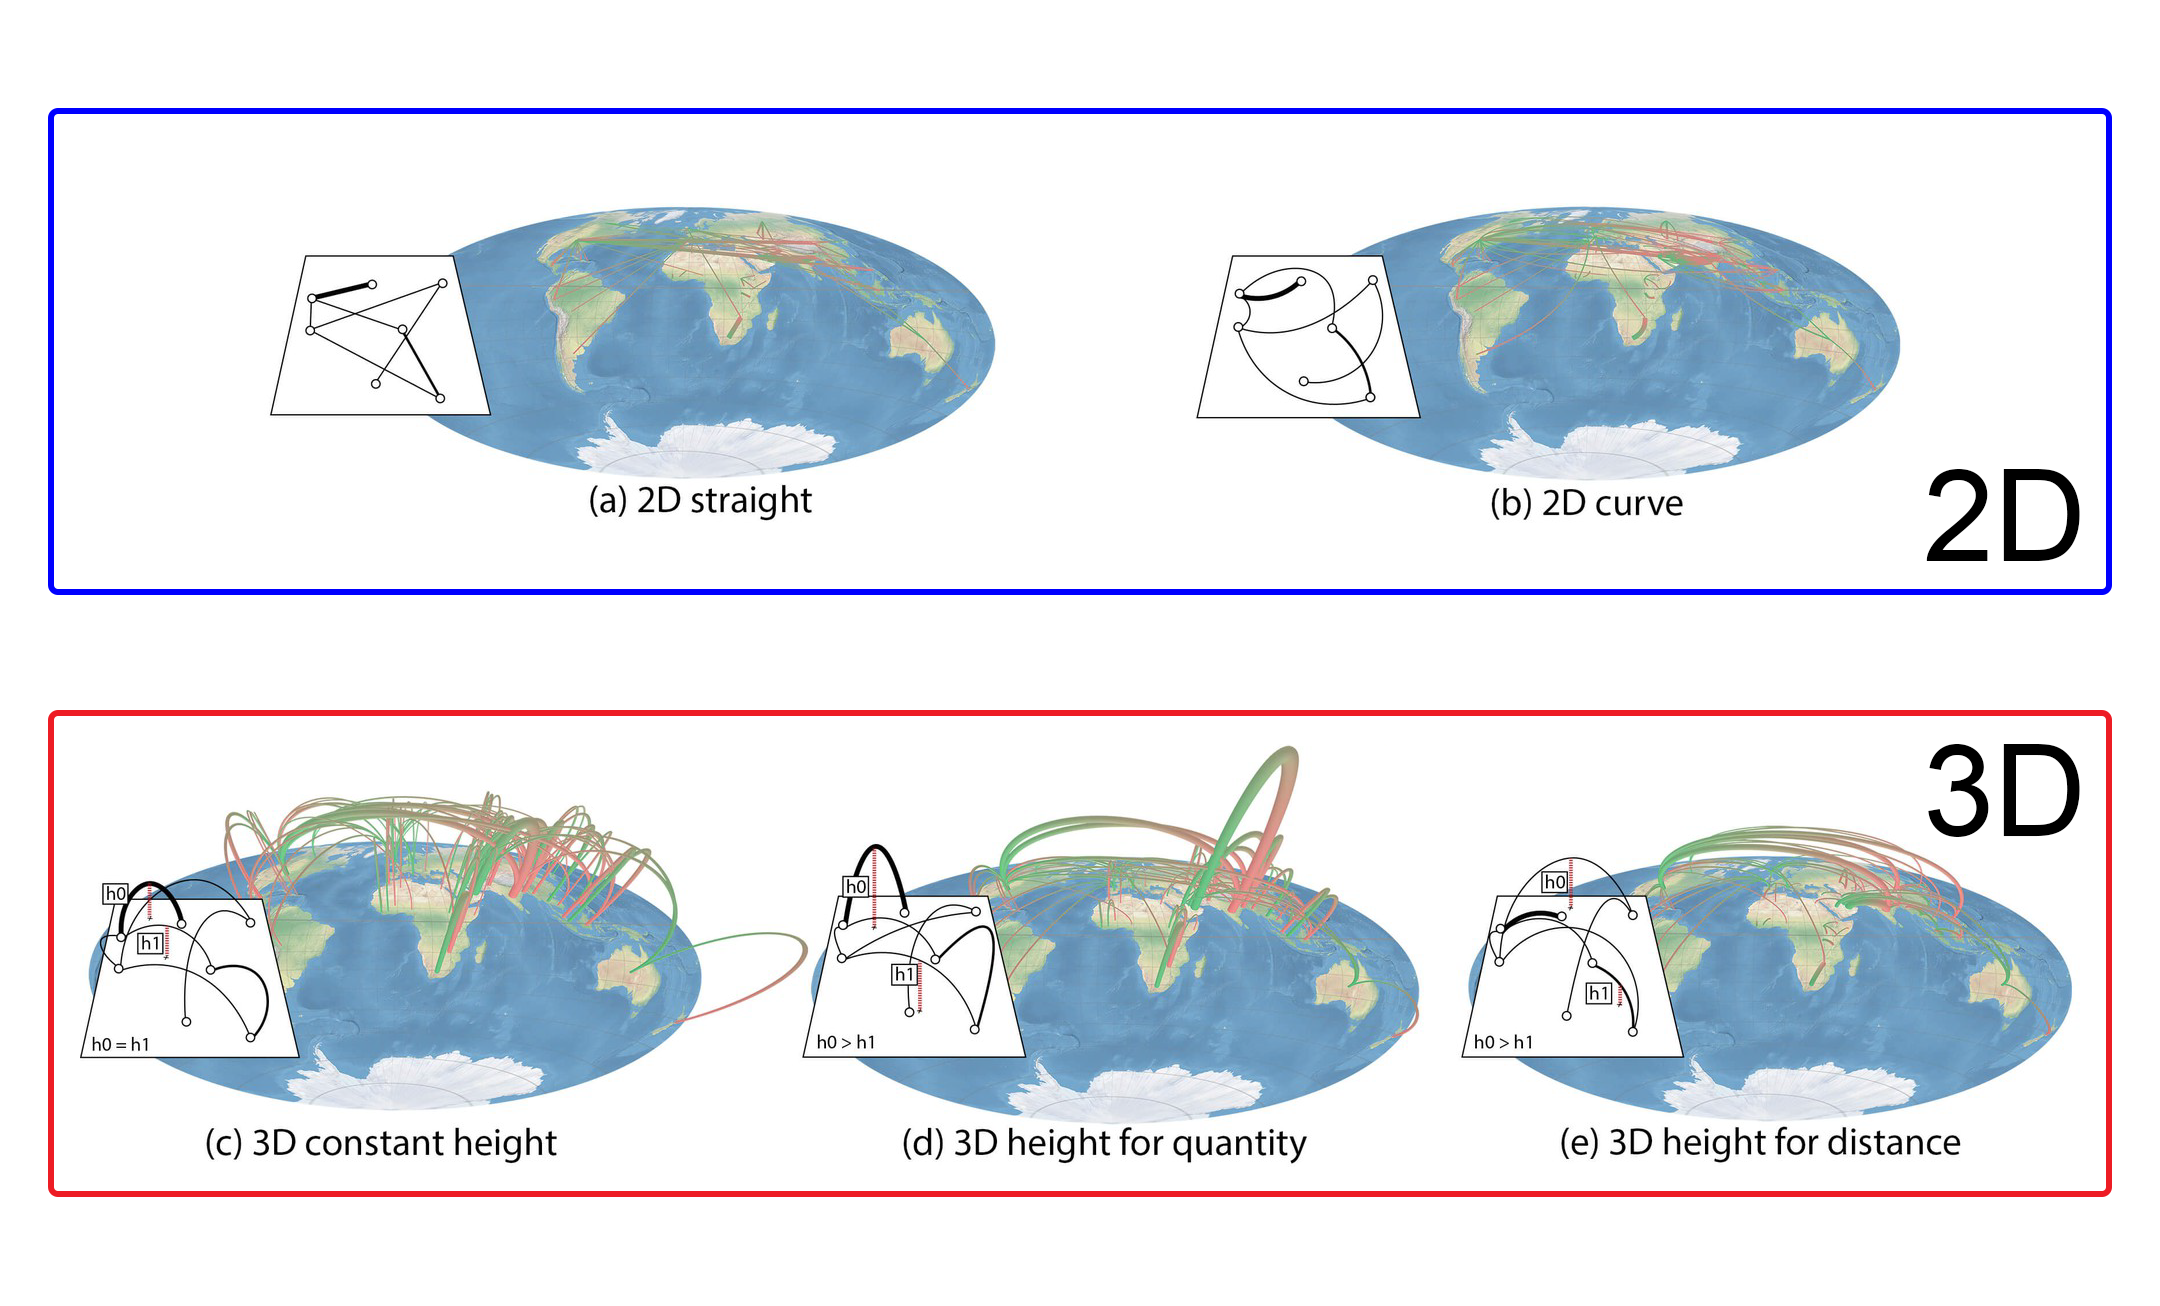 (a) 2D straight
(b) 2D curve
2D
3D
h0
h1
h0 = h1
(c) 3D constant height
h0
h1
h0 > h1
(d) 3D height for quantity
h0
h1
h0 > h1
(e) 3D height for distance